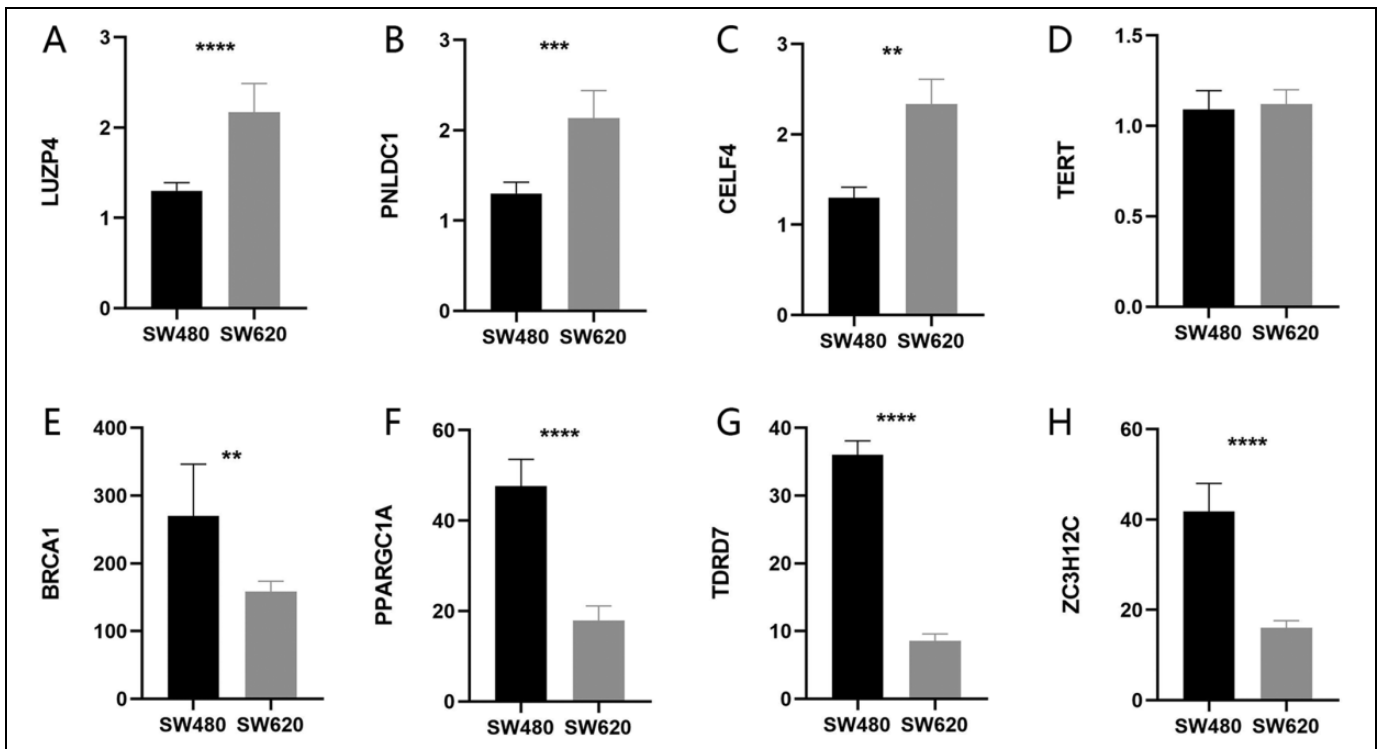 A
LUZP4
3
2
1
0
****
SW480 SW620
B
PNLDC1
3
2
1
0
***
SW480 SW620
C
CELF4
3
2
1
0
**
SW480 SW620
D
TERT
1.5
1.0
0.5
0.0
SW480 SW620
E
BRCA1
400
300
200
100
0
**
SW480 SW620
F
PPARGC1A
60
40
20
0
****
SW480 SW620
G
TDRD7
40
30
20
10
0
****
SW480 SW620
H
ZC3H12C
60
40
20
0
****
SW480 SW620